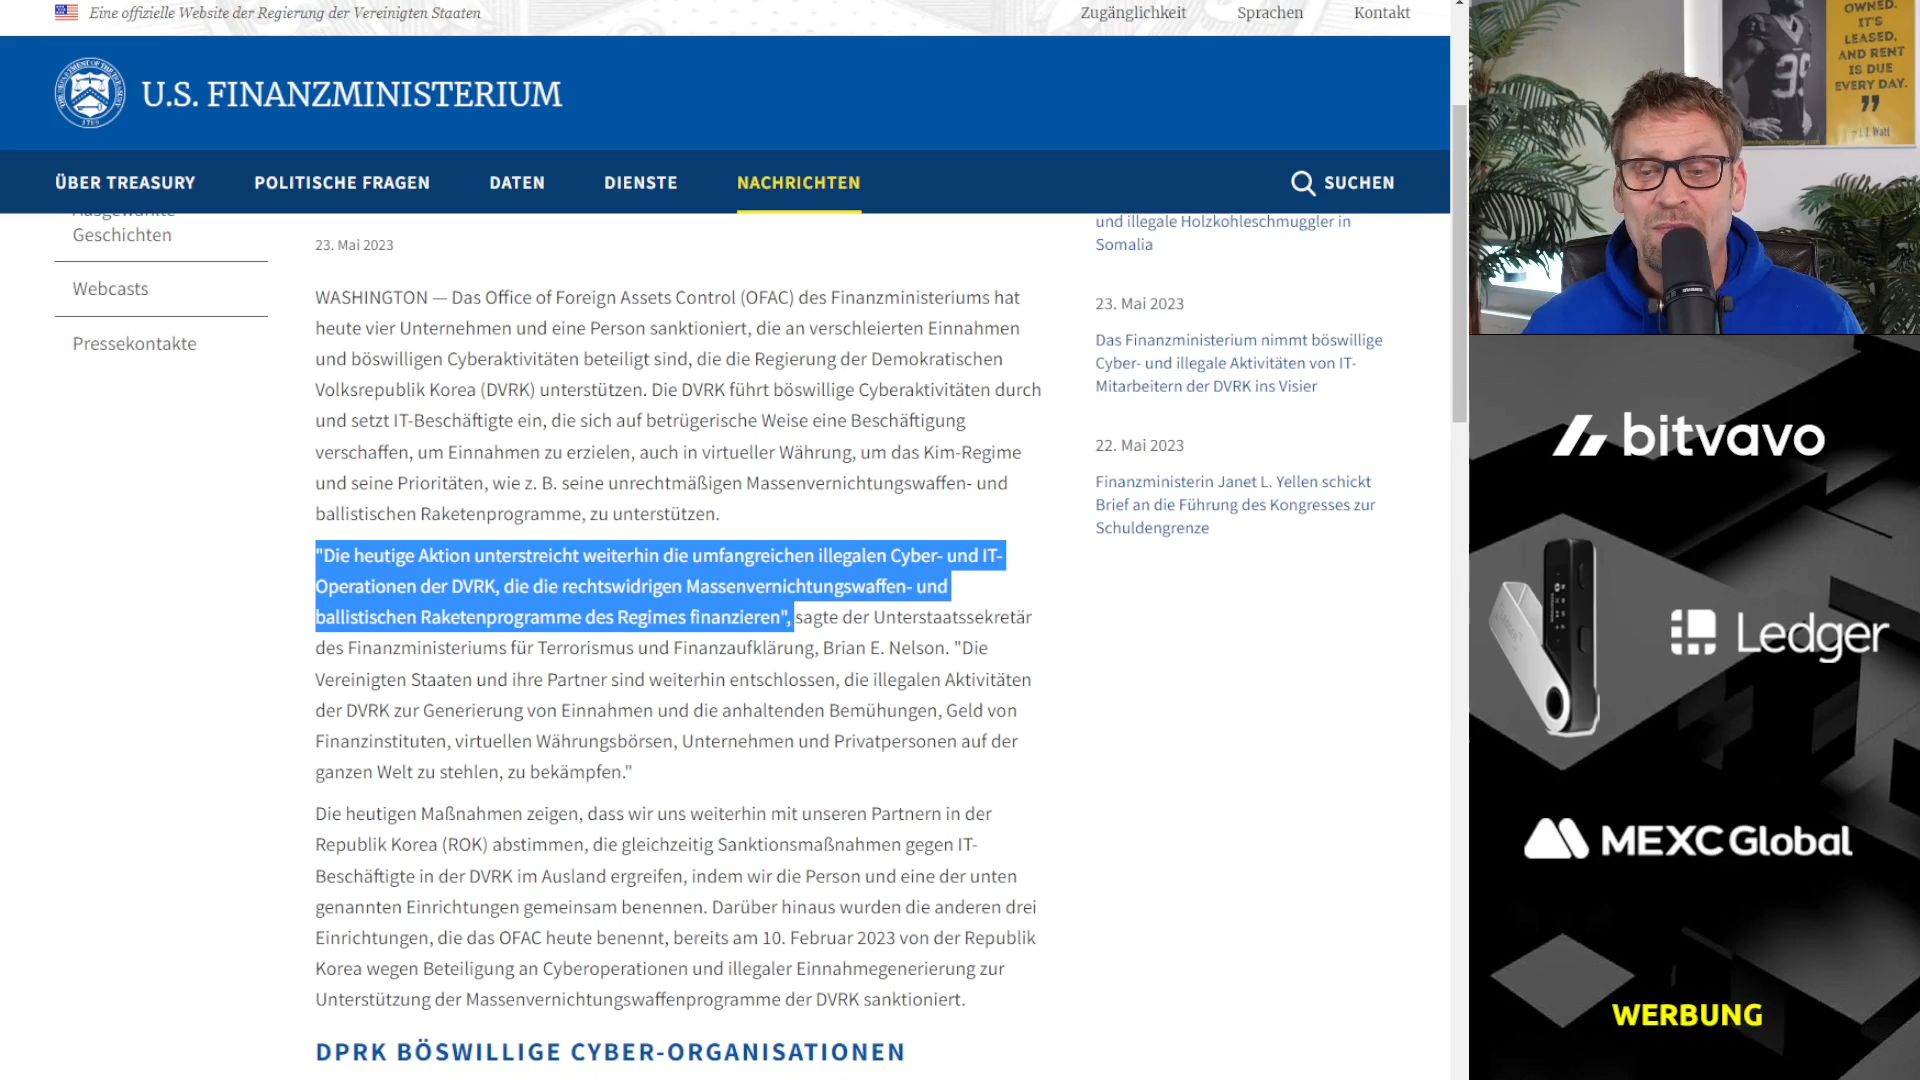 Eine offizielle Website der Regierung der Vereinigten Staaten
Zugänglichkeit
Sprachen
Kontakt
U.S. FINANZMINISTERIUM
ÜBER TREASURY
POLITISCHE FRAGEN
DATEN
DIENSTE
NACHRICHTEN
SUCHEN
Ausgewählte
Geschichten
Webcasts
Pressekontakte
23. Mai 2023
WASHINGTON — Das Office of Foreign Assets Control (OFAC) des Finanzministeriums hat
heute vier Unternehmen und eine Person sanktioniert, die an verschleierten Einnahmen
und böswilligen Cyberaktivitäten beteiligt sind, die die Regierung der Demokratischen
Volksrepublik Korea (DVRK) unterstützen. Die DVRK führt böswillige Cyberaktivitäten durch
und setzt IT-Beschäftigte ein, die sich auf betrügerische Weise eine Beschäftigung
verschaffen, um Einnahmen zu erzielen, auch in virtueller Währung, um das Kim-Regime
und seine Prioritäten, wie z. B. seine unrechtmäßigen Massenvernichtungswaffen- und
ballistischen Raketenprogramme, zu unterstützen.
"Die heutige Aktion unterstreicht weiterhin die umfangreichen illegalen Cyber- und IT-
Operationen der DVRK, die die rechtswidrigen Massenvernichtungswaffen- und
ballistischen Raketenprogramme des Regimes finanzieren", sagte der Unterstaatssekretär
des Finanzministeriums für Terrorismus und Finanzaufklärung, Brian E. Nelson. "Die
Vereinigten Staaten und ihre Partner sind weiterhin entschlossen, die illegalen Aktivitäten
der DVRK zur Generierung von Einnahmen und die anhaltenden Bemühungen, Geld von
Finanzinstituten, virtuellen Währungsbörsen, Unternehmen und Privatpersonen auf der
ganzen Welt zu stehlen, zu bekämpfen."
Die heutigen Maßnahmen zeigen, dass wir uns weiterhin mit unseren Partnern in der
Republik Korea (ROK) abstimmen, die gleichzeitig Sanktionsmaßnahmen gegen IT-
Beschäftigte in der DVRK im Ausland ergreifen, indem wir die Person und eine der unten
genannten Einrichtungen gemeinsam benennen. Darüber hinaus wurden die anderen drei
Einrichtungen, die das OFAC heute benennt, bereits am 10. Februar 2023 von der Republik
Korea wegen Beteiligung an Cyberoperationen und illegaler Einnahmegenerierung zur
Unterstützung der Massenvernichtungswaffenprogramme der DVRK sanktioniert.
DPRK BÖSWILLIGE CYBER-ORGANISATIONEN
und illegale Holzkohleschmuggler in
Somalia
23. Mai 2023
Das Finanzministerium nimmt böswillige
Cyber- und illegale Aktivitäten von IT-
Mitarbeitern der DVRK ins Visier
22. Mai 2023
Finanzministerin Janet L. Yellen schickt
Brief an die Führung des Kongresses zur
Schuldengrenze
OWNED.
IT'S
LEASED,
AND RENT
IS DUE
EVERY DAY.
"
- J.J. Watt
99
bitvavo
Ledger
MEXC Global
WERBUNG